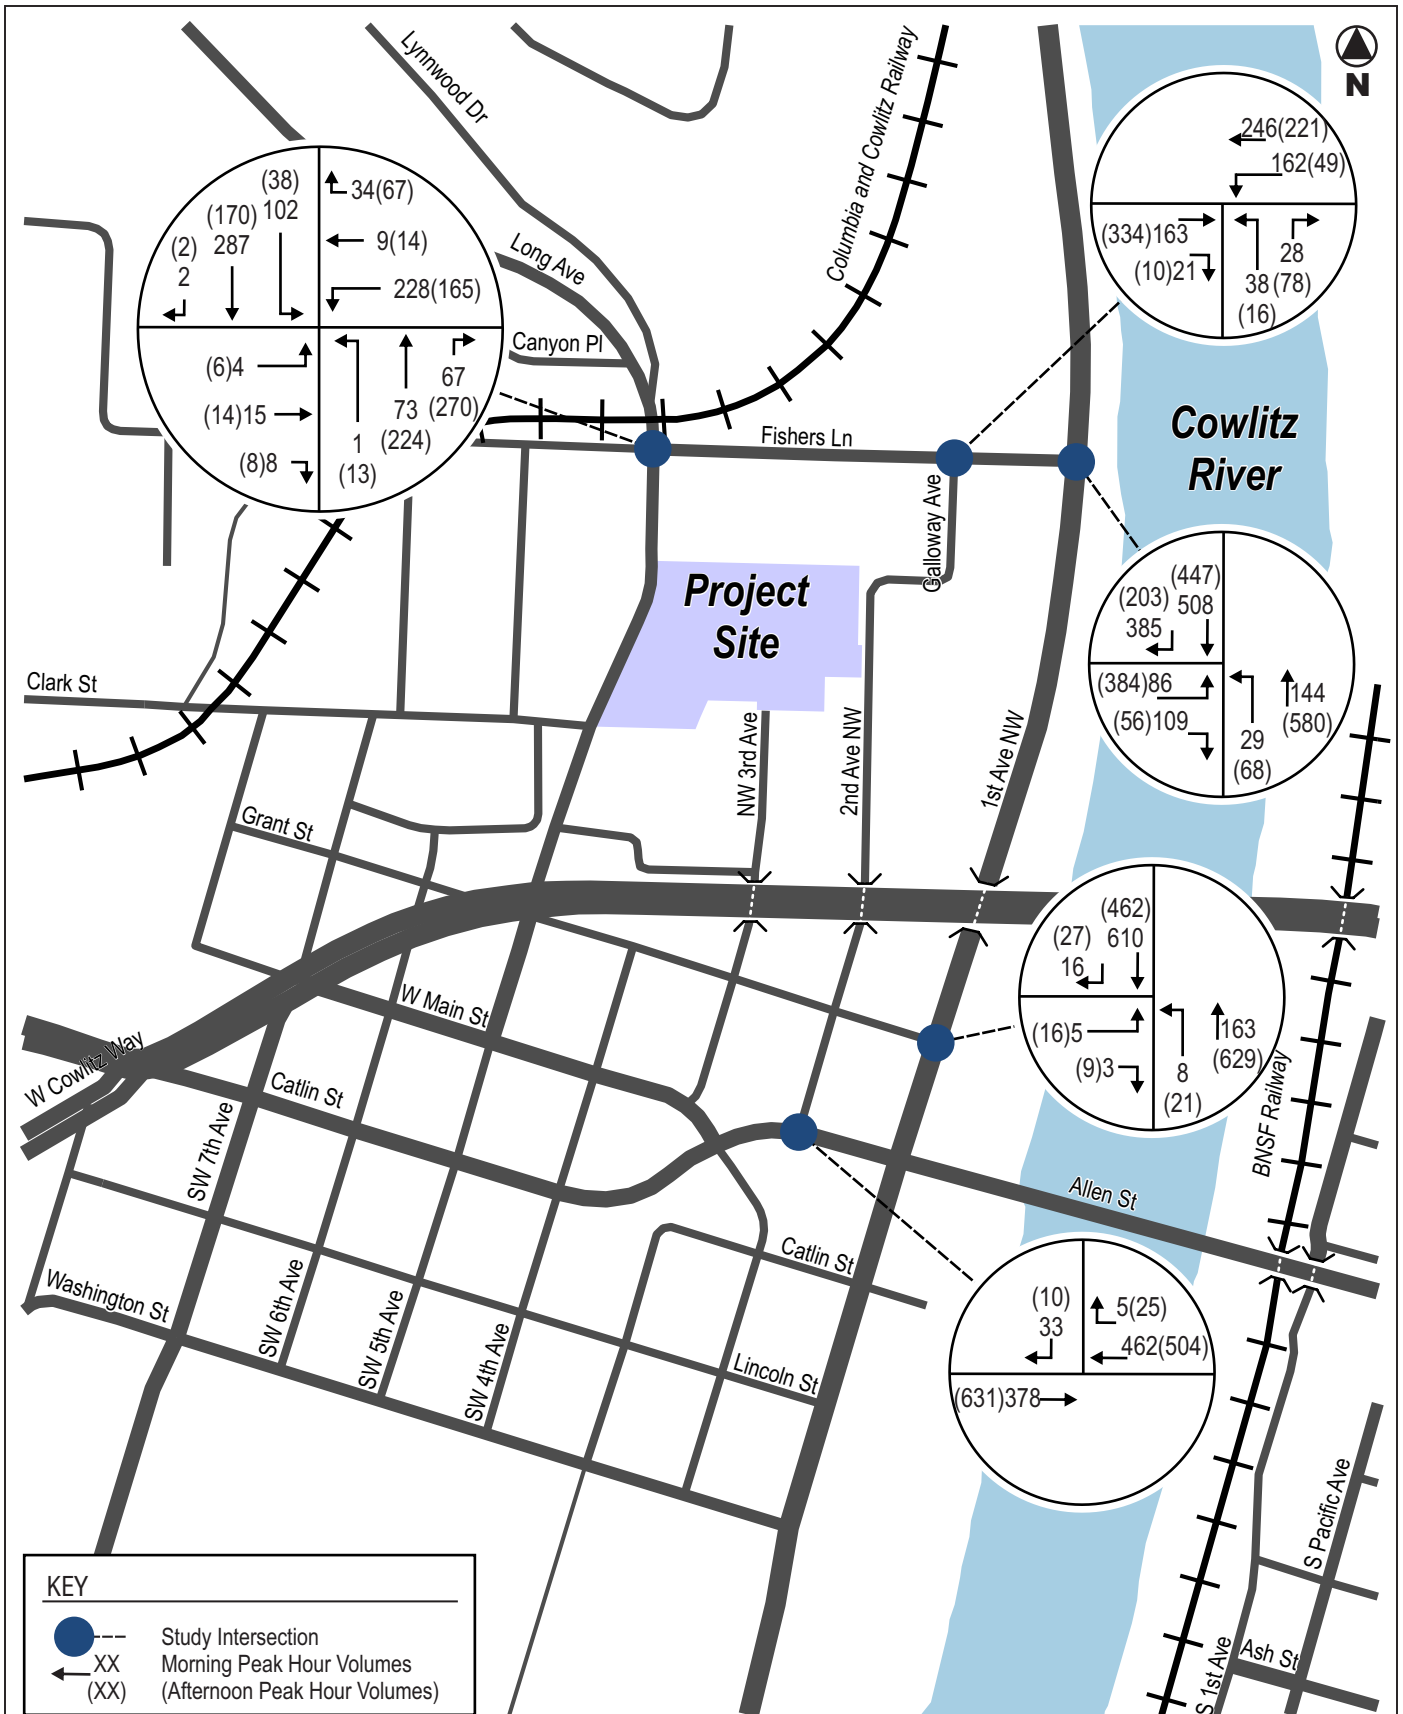 N
Lynnwood Dr
Columbia and Cowlitz Railway
246(221)
162(49)
(334)163
(10)21
38
(16)
28
(78)
(38)
102
(170)
287
(2)
2
34(67)
9(14)
228(165)
(6)4
(14)15
(8)8
1
(13)
73
(224)
67
(270)
Long Ave
Canyon Pl
Fishers Ln
Cowlitz
River
Galloway Ave
Project
Site
(447)
508
(203)
385
(384)86
(56)109
29
(68)
144
(580)
Clark St
NW 3rd Ave
2nd Ave NW
1st Ave NW
Grant St
(462)
610
(27)
16
(16)5
(9)3
8
(21)
163
(629)
W Main St
W Cowlitz Way
Catlin St
SW 7th Ave
BNSF Railway
Allen St
Catlin St
Washington St
SW 6th Ave
SW 5th Ave
SW 4th Ave
Lincoln St
(10)
33
5(25)
462(504)
(631)378
S Pacific Ave
Ash St
S 1st Ave
KEY
Study Intersection
XX Morning Peak Hour Volumes
(XX) (Afternoon Peak Hour Volumes)